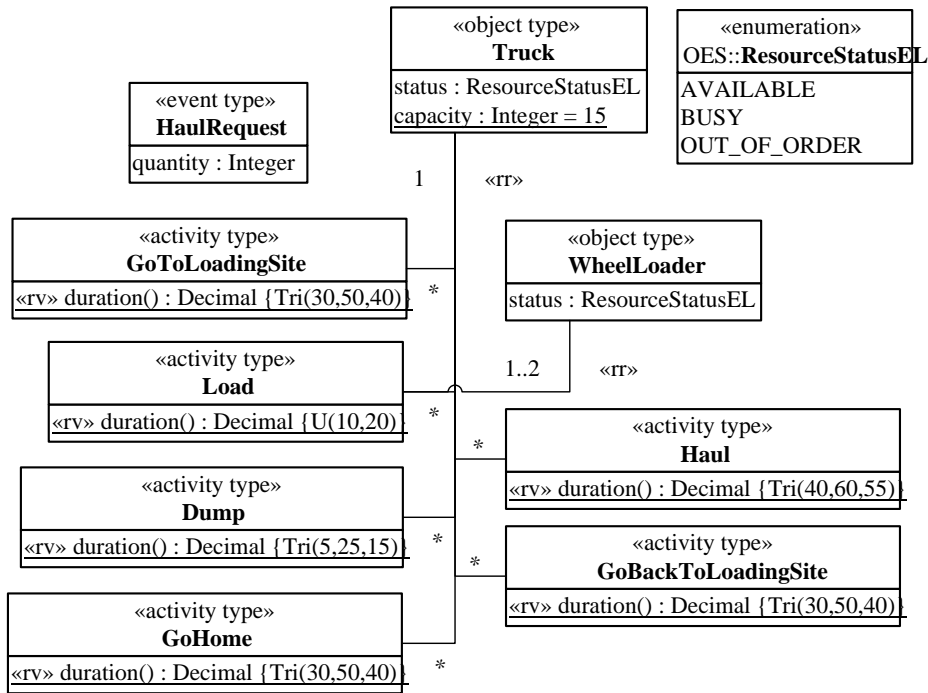 «object type»
Truck
status : ResourceStatusEL
capacity : Integer = 15
«enumeration»
OES::ResourceStatusEL
AVAILABLE
BUSY
OUT_OF_ORDER
«event type»
HaulRequest
quantity : Integer
1
«rr»
«activity type»
GoToLoadingSite
«rv» duration() : Decimal {Tri(30,50,40)}
*
«object type»
WheelLoader
status : ResourceStatusEL
1..2
«rr»
«activity type»
Load
«rv» duration() : Decimal {U(10,20)}
*
«activity type»
Haul
«rv» duration() : Decimal {Tri(40,60,55)}
*
«activity type»
Dump
«rv» duration() : Decimal {Tri(5,25,15)}
*
«activity type»
GoBackToLoadingSite
«rv» duration() : Decimal {Tri(30,50,40)}
*
«activity type»
GoHome
«rv» duration() : Decimal {Tri(30,50,40)}
*